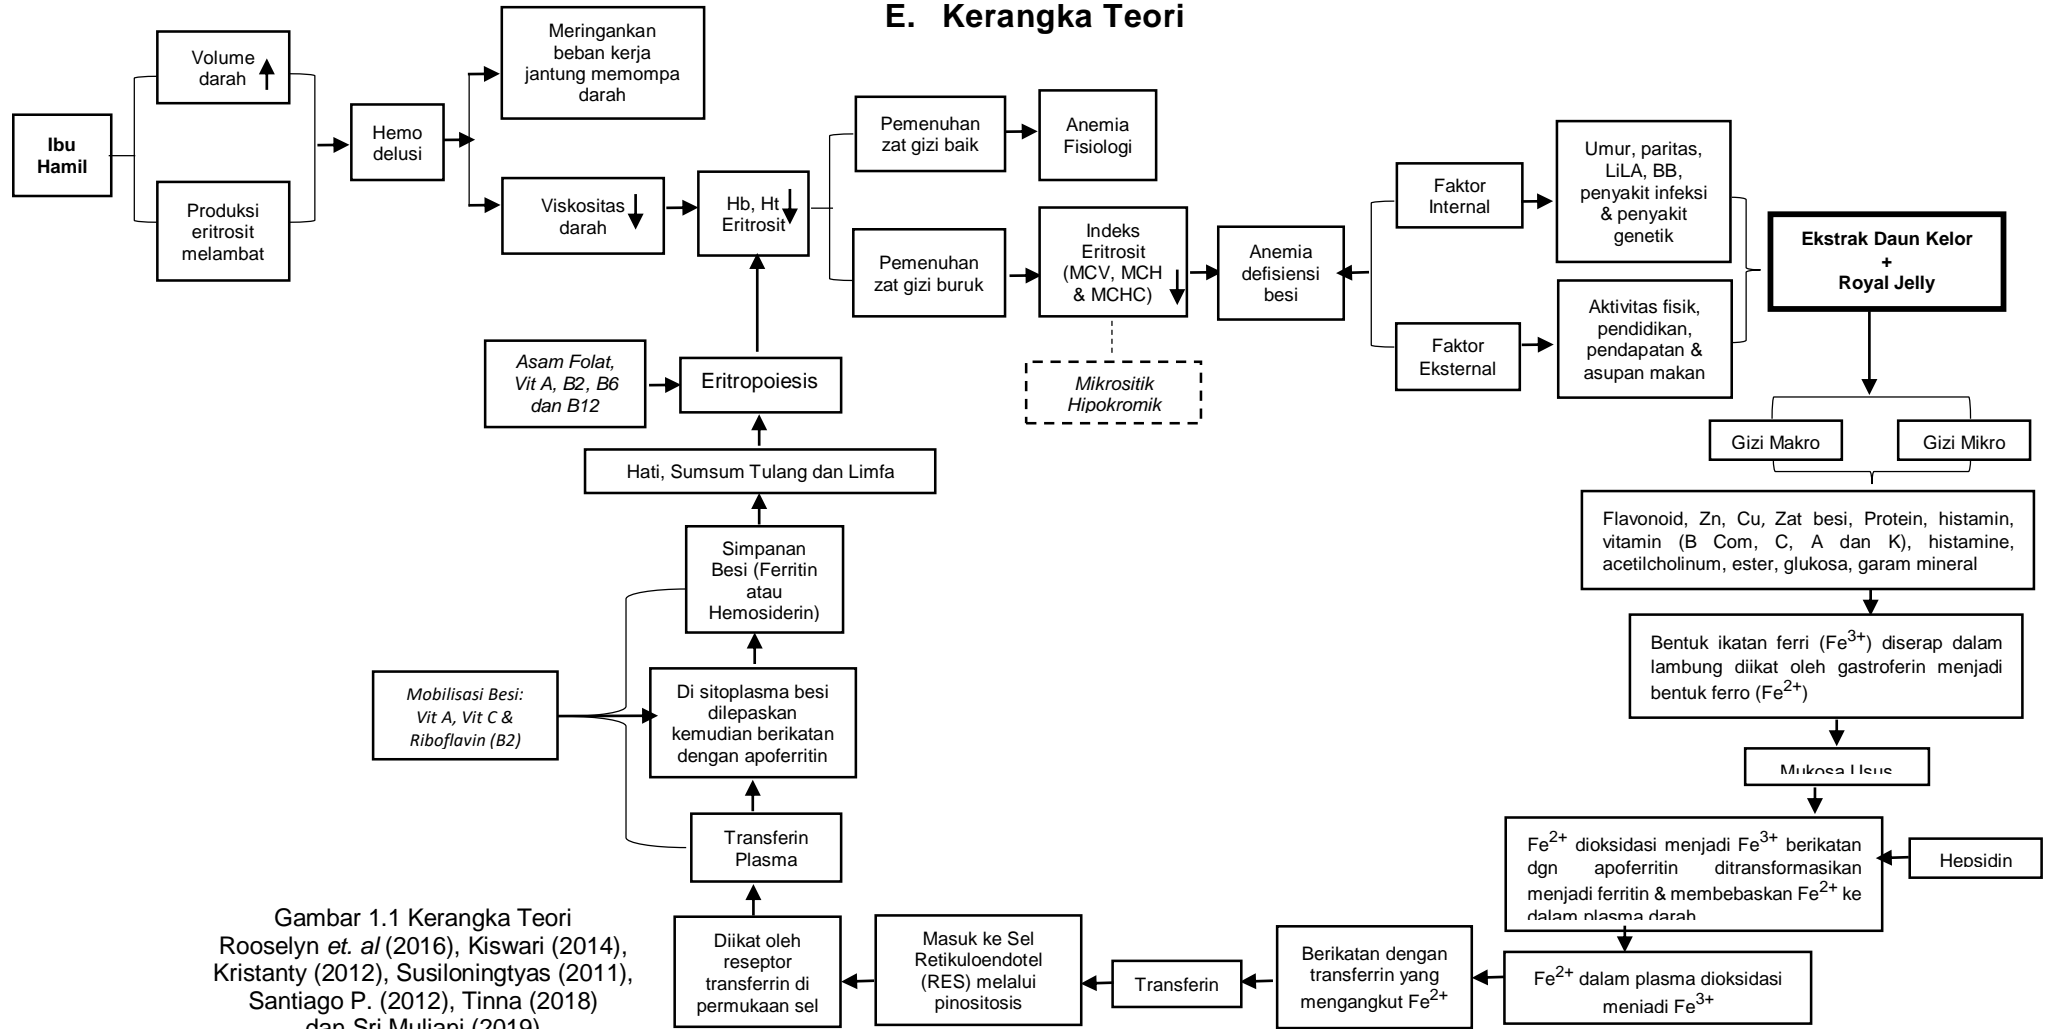 E. Kerangka Teori
Ibu
Hamil
Volume
darah
Produksi
eritrosit
melambat
Hemo
delusi
Meringankan
beban kerja
jantung memompa
darah
Viskositas
darah
Hb, Ht
Eritrosit
Pemenuhan
zat gizi baik
Anemia
Fisiologi
Pemenuhan
zat gizi buruk
Indeks
Eritrosit
(MCV, MCH
& MCHC)
Mikrositik
Hipokromik
Anemia
defisiensi
besi
Faktor
Internal
Umur, paritas,
LiLA, BB,
penyakit infeksi
& penyakit
genetik
Faktor
Eksternal
Aktivitas fisik,
pendidikan,
pendapatan &
asupan makan
Ekstrak Daun Kelor
+
Royal Jelly
Gizi Makro
Gizi Mikro
Flavonoid, Zn, Cu, Zat besi, Protein, histamin,
vitamin (B Com, C, A dan K), histamine,
acetilcholinum, ester, glukosa, garam mineral
Bentuk ikatan ferri (Fe3+) diserap dalam
lambung diikat oleh gastroferin menjadi
bentuk ferro (Fe2+)
Mukosa Usus
Fe2+ dioksidasi menjadi Fe3+ berikatan
dgn apoferritin ditransformasikan
menjadi ferritin & membebaskan Fe2+ ke
dalam plasma darah
Hepsidin
Fe2+ dalam plasma dioksidasi
menjadi Fe3+
Berikatan dengan
transferrin yang
mengangkut Fe2+
Transferin
Masuk ke Sel
Retikuloendotel
(RES) melalui
pinositosis
Diikat oleh
reseptor
transferrin di
permukaan sel
Transferin
Plasma
Di sitoplasma besi
dilepaskan
kemudian berikatan
dengan apoferritin
Mobilisasi Besi:
Vit A, Vit C &
Riboflavin (B2)
Simpanan
Besi (Ferritin
atau
Hemosiderin)
Hati, Sumsum Tulang dan Limfa
Eritropoiesis
Asam Folat,
Vit A, B2, B6
dan B12
Gambar 1.1 Kerangka Teori
Rooselyn et. al (2016), Kiswari (2014),
Kristanty (2012), Susiloningtyas (2011),
Santiago P. (2012), Tinna (2018)
dan Sri Muliani (2019)